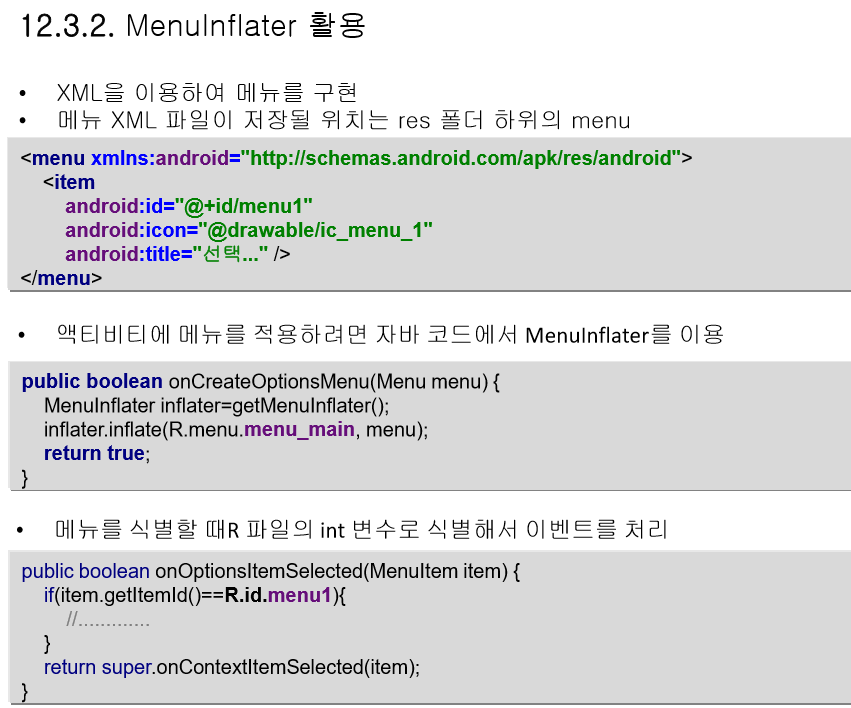 12.3.2. MenuInflater 활용
• XML을 이용하여 메뉴를 구현
• 메뉴 XML 파일이 저장될 위치는 res 폴더 하위의 menu
<menu xmlns:android="http://schemas.android.com/apk/res/android">
<item
android:id="@+id/menu1"
android:icon="@drawable/ic_menu_1"
android:title="선택..." />
</menu>
• 액티비티에 메뉴를 적용하려면 자바 코드에서 MenuInflater를 이용
public boolean onCreateOptionsMenu(Menu menu) {
MenuInflater inflater=getMenuInflater();
inflater.inflate(R.menu.menu_main, menu);
return true;
}
• 메뉴를 식별할 때R 파일의 int 변수로 식별해서 이벤트를 처리
public boolean onOptionsItemSelected(MenuItem item) {
if(item.getItemId()==R.id.menu1){
//.............
}
return super.onContextItemSelected(item);
}